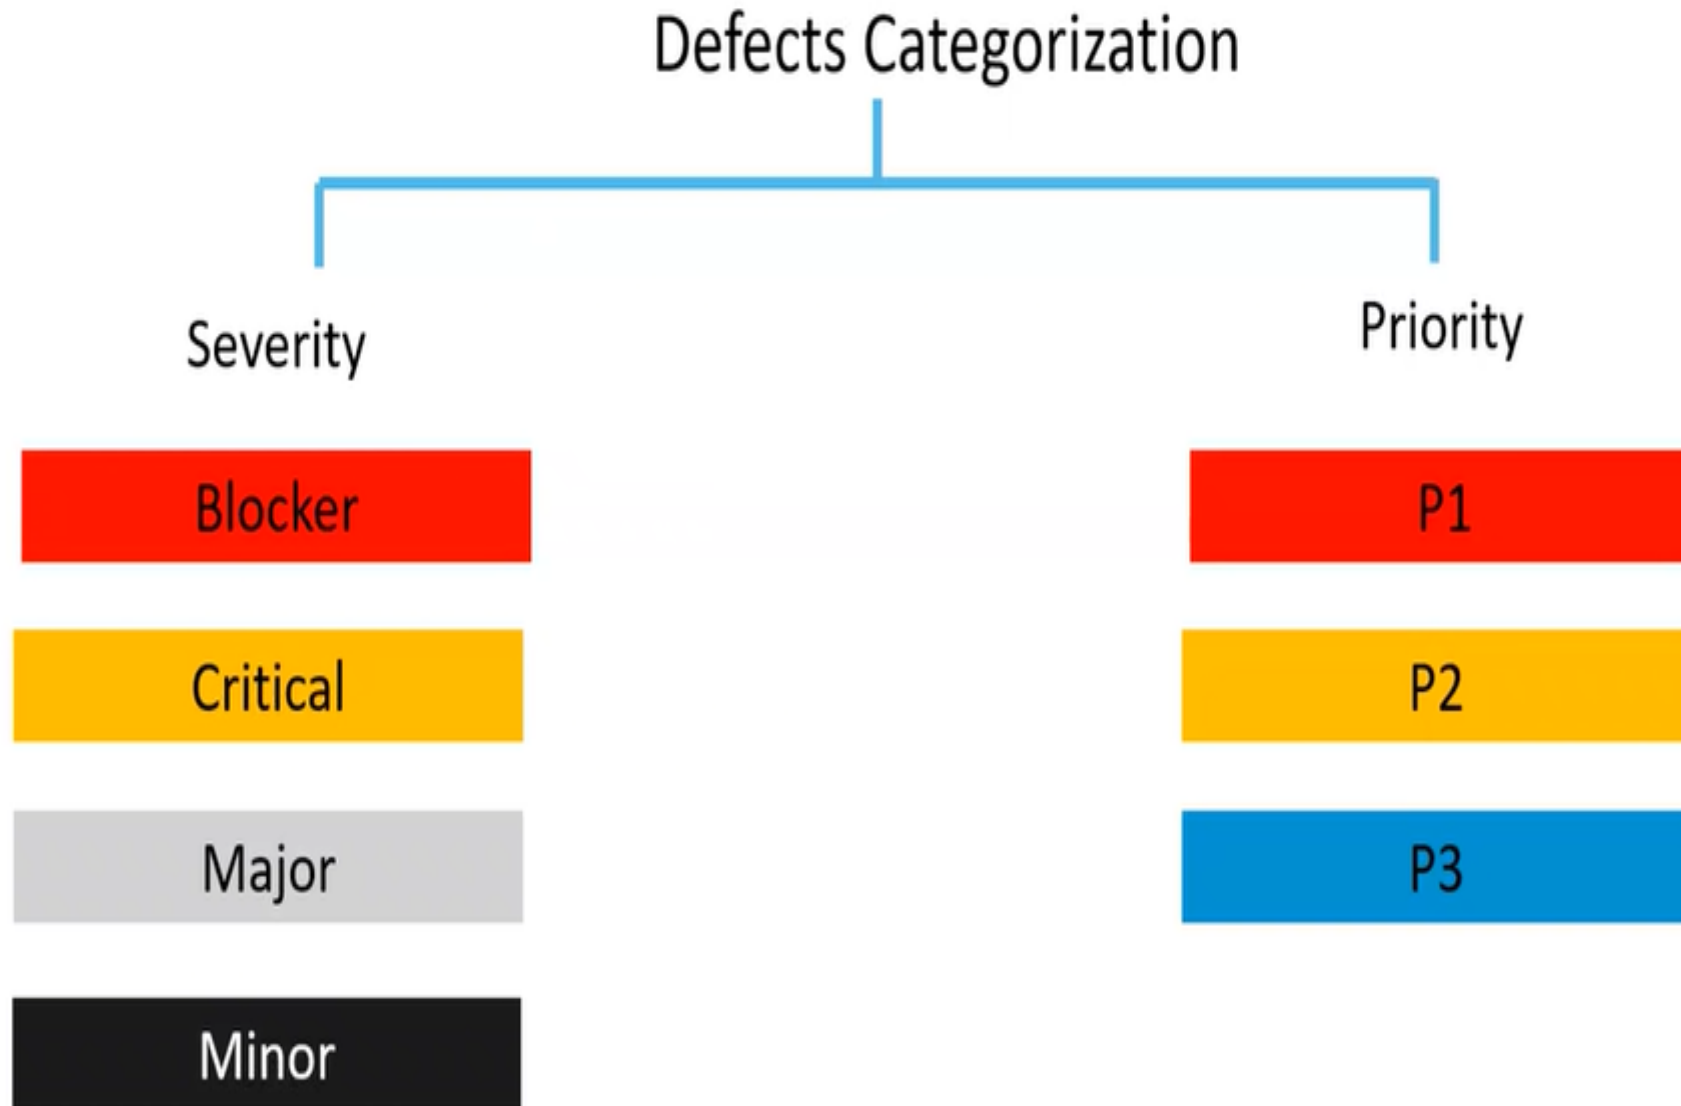 Defects Categorization
Severity
Priority
Blocker
P1
Critical
P2
Major
P3
Minor